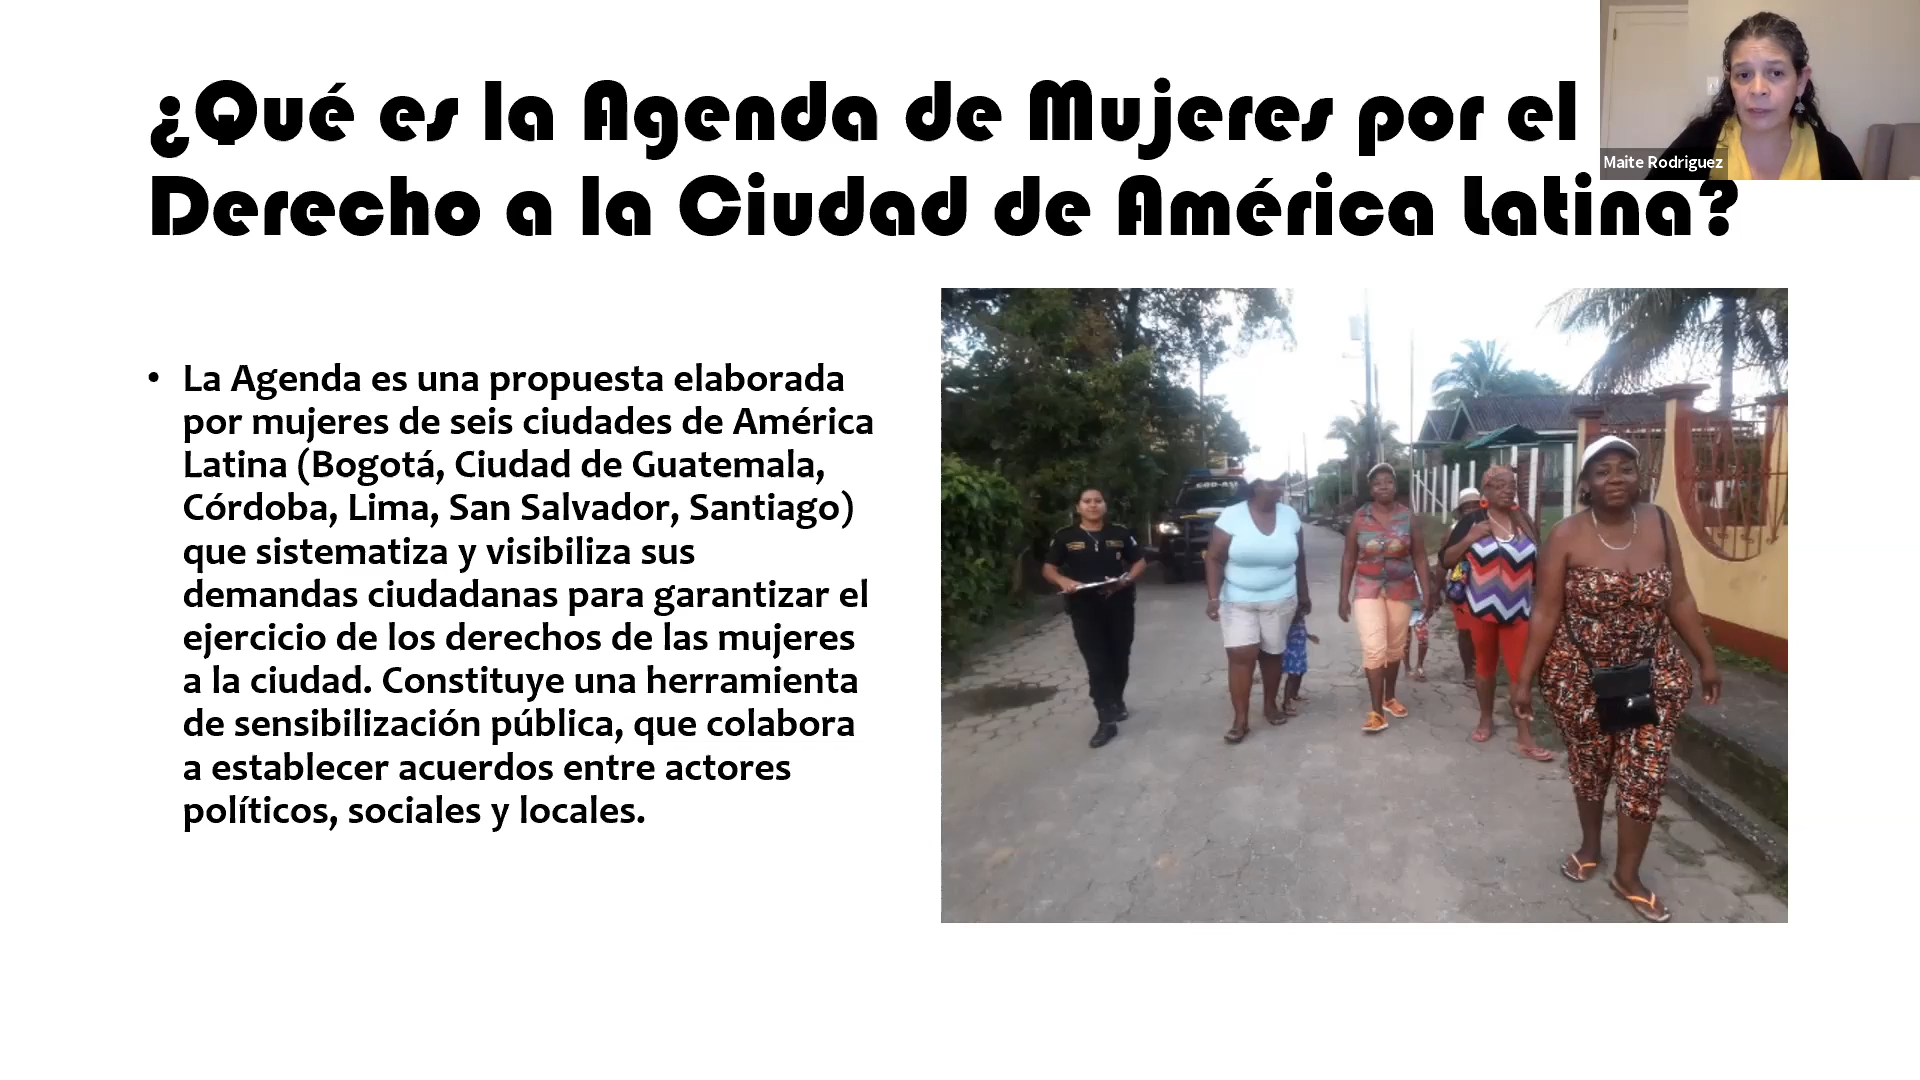 ¿Qué es la Agenda de Mujeres por el
Derecho a la Ciudad de América Latina?
Maite Rodriguez
• La Agenda es una propuesta elaborada
por mujeres de seis ciudades de América
Latina (Bogotá, Ciudad de Guatemala,
Córdoba, Lima, San Salvador, Santiago)
que sistematiza y visibiliza sus
demandas ciudadanas para garantizar el
ejercicio de los derechos de las mujeres
a la ciudad. Constituye una herramienta
de sensibilización pública, que colabora
a establecer acuerdos entre actores
políticos, sociales y locales.